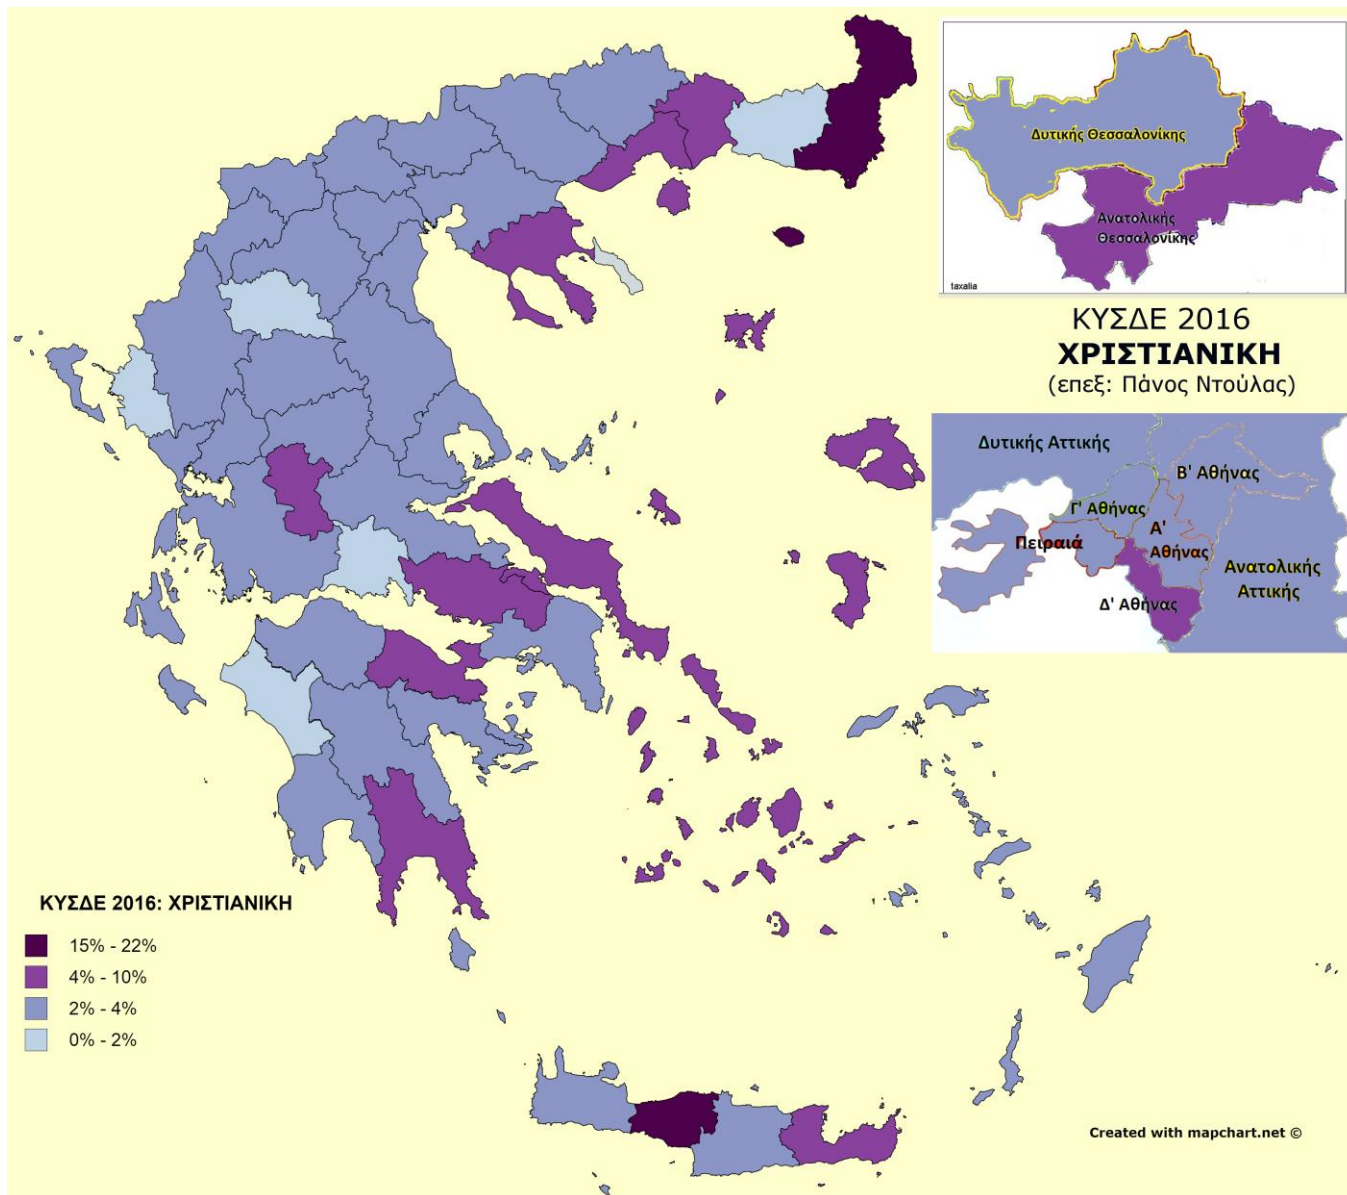 Δυτικής Θεσσαλονίκης
Ανατολικής
Θεσσαλονίκης
taxalia
ΚΥΣΔΕ 2016
ΧΡΙΣΤΙΑΝΙΚΗ
(επεξ: Πάνος Ντούλας)
Δυτικής Αττικής
Β' Αθήνας
Γ' Αθήνας
Α'
Αθήνας
Πειραιά
Ανατολικής
Αττικής
Δ' Αθήνας
ΚΥΣΔΕ 2016: ΧΡΙΣΤΙΑΝΙΚΗ
15% - 22%
4% - 10%
2% - 4%
0% - 2%
Created with mapchart.net ©